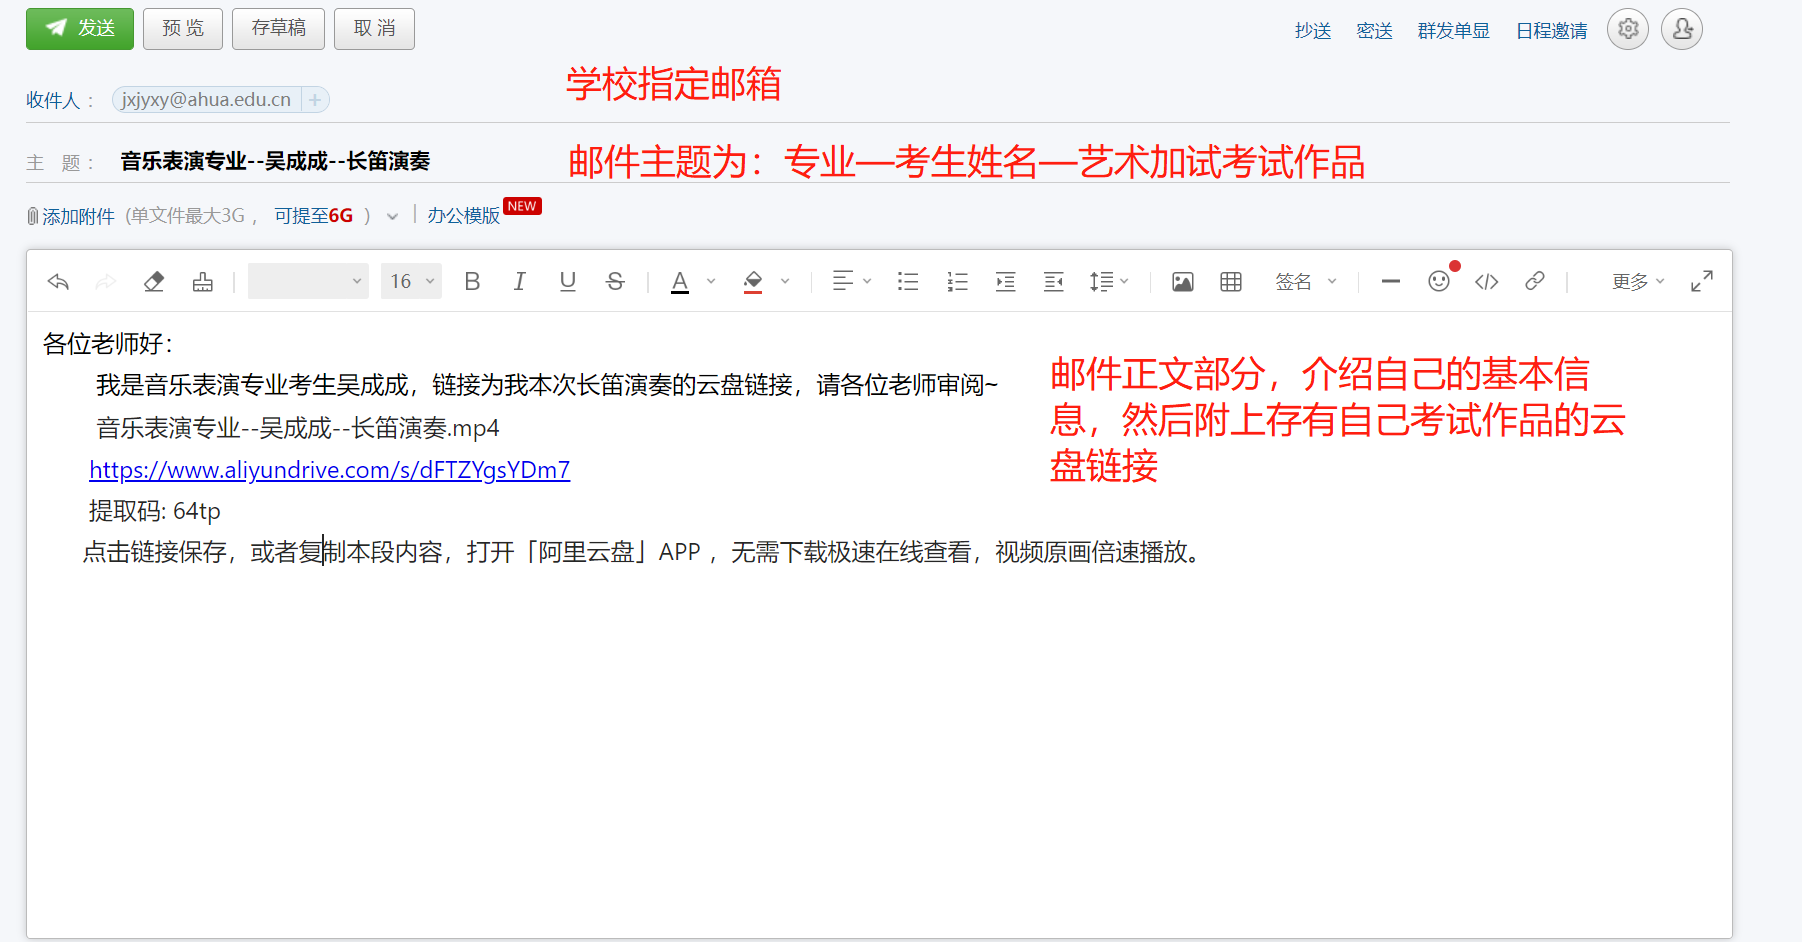 发送 预 览 存草稿 取 消 抄送 密送 群发单显 日程邀请
学校指定邮箱
收件人： jxjyxy@ahua.edu.cn +
主 题： 音乐表演专业--吴成成--长笛演奏 邮件主题为：专业—考生姓名—艺术加试考试作品
添加附件 (单文件最大3G， 可提至6G ) 办公模版 NEW
16 B I U S A 签名 更多
各位老师好：
我是音乐表演专业考生吴成成，链接为我本次长笛演奏的云盘链接，请各位老师审阅~
邮件正文部分，介绍自己的基本信
息，然后附上存有自己考试作品的云
盘链接
音乐表演专业--吴成成--长笛演奏.mp4
https://www.aliyundrive.com/s/dFTZYgsYDm7
提取码: 64tp
点击链接保存，或者复制本段内容，打开「阿里云盘」APP ，无需下载极速在线查看，视频原画倍速播放。